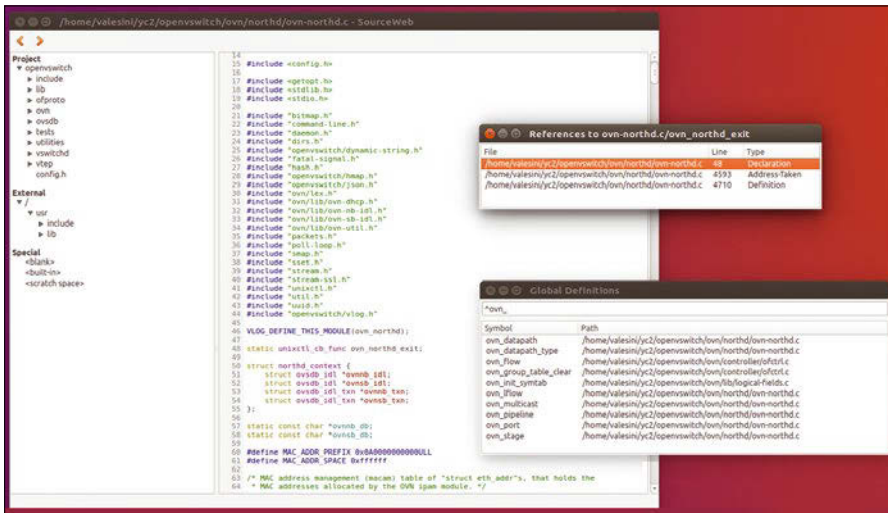 /home/valesini/yc2/openvswitch/ovn/northd/ovn-northd.c - SourceWeb
Project
openvswitch
include
lib
ofproto
ovn
ovsdb
tests
utilities
vswitchd
vtep
config.h
External
/
usr
include
lib
Special
<blank>
<built-in>
<scratch space>
14
15 #include <config.h>
16
17 #include <getopt.h>
18 #include <stdlib.h>
19 #include <stdio.h>
20
21 #include "bitmap.h"
22 #include "command-line.h"
23 #include "daemon.h"
24 #include "dirs.h"
25 #include "openvswitch/dynamic-string.h"
26 #include "fatal-signal.h"
27 #include "hash.h"
28 #include "openvswitch/hmap.h"
29 #include "openvswitch/json.h"
30 #include "ovn/lex.h"
31 #include "ovn/lib/ovn-dhcp.h"
32 #include "ovn/lib/ovn-nb-idl.h"
33 #include "ovn/lib/ovn-sb-idl.h"
34 #include "ovn/lib/ovn-util.h"
35 #include "packets.h"
36 #include "poll-loop.h"
37 #include "smap.h"
38 #include "sset.h"
39 #include "stream.h"
40 #include "stream-ssl.h"
41 #include "unixctl.h"
42 #include "util.h"
43 #include "uuid.h"
44 #include "openvswitch/vlog.h"
45
46 VLOG_DEFINE_THIS_MODULE(ovn_northd);
47
48 static unixctl_cb_func ovn_northd_exit;
49
50 struct northd_context {
51 struct ovsdb_idl *ovnnb_idl;
52 struct ovsdb_idl *ovnsb_idl;
53 struct ovsdb_idl_txn *ovnnb_txn;
54 struct ovsdb_idl_txn *ovnsb_txn;
55 };
56
57 static const char *ovnnb_db;
58 static const char *ovnsb_db;
59
60 #define MAC_ADDR_PREFIX 0x0A0000000000ULL
61 #define MAC_ADDR_SPACE 0xffffff
62
63 /* MAC address management (macam) table of "struct eth_addr"s, that holds the
64 * MAC addresses allocated by the OVN ipam module. */
References to ovn-northd.c/ovn_northd_exit
File Line Type
/home/valesini/yc2/openvswitch/ovn/northd/ovn-northd.c 48 Declaration
/home/valesini/yc2/openvswitch/ovn/northd/ovn-northd.c 4593 Address-Taken
/home/valesini/yc2/openvswitch/ovn/northd/ovn-northd.c 4710 Definition
Global Definitions
^ovn_
Symbol Path
ovn_datapath /home/valesini/yc2/openvswitch/ovn/northd/ovn-northd.c
ovn_datapath_type /home/valesini/yc2/openvswitch/ovn/northd/ovn-northd.c
ovn_flow /home/valesini/yc2/openvswitch/ovn/controller/ofctrl.c
ovn_group_table_clear /home/valesini/yc2/openvswitch/ovn/controller/ofctrl.c
ovn_init_symtab /home/valesini/yc2/openvswitch/ovn/lib/logical-fields.c
ovn_lflow /home/valesini/yc2/openvswitch/ovn/northd/ovn-northd.c
ovn_multicast /home/valesini/yc2/openvswitch/ovn/northd/ovn-northd.c
ovn_pipeline /home/valesini/yc2/openvswitch/ovn/northd/ovn-northd.c
ovn_port /home/valesini/yc2/openvswitch/ovn/northd/ovn-northd.c
ovn_stage /home/valesini/yc2/openvswitch/ovn/northd/ovn-northd.c